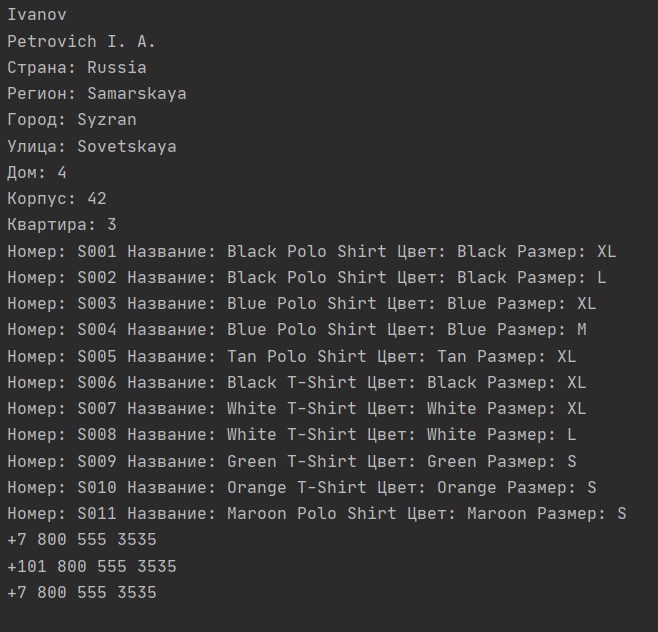 Ivanov
Petrovich I. A.
Страна: Russia
Регион: Samarskaya
Город: Syzran
Улица: Sovetskaya
Дом: 4
Корпус: 42
Квартира: 3
Номер: S001 Название: Black Polo Shirt Цвет: Black Размер: XL
Номер: S002 Название: Black Polo Shirt Цвет: Black Размер: L
Номер: S003 Название: Blue Polo Shirt Цвет: Blue Размер: XL
Номер: S004 Название: Blue Polo Shirt Цвет: Blue Размер: M
Номер: S005 Название: Tan Polo Shirt Цвет: Tan Размер: XL
Номер: S006 Название: Black T-Shirt Цвет: Black Размер: XL
Номер: S007 Название: White T-Shirt Цвет: White Размер: XL
Номер: S008 Название: White T-Shirt Цвет: White Размер: L
Номер: S009 Название: Green T-Shirt Цвет: Green Размер: S
Номер: S010 Название: Orange T-Shirt Цвет: Orange Размер: S
Номер: S011 Название: Maroon Polo Shirt Цвет: Maroon Размер: S
+7 800 555 3535
+101 800 555 3535
+7 800 555 3535